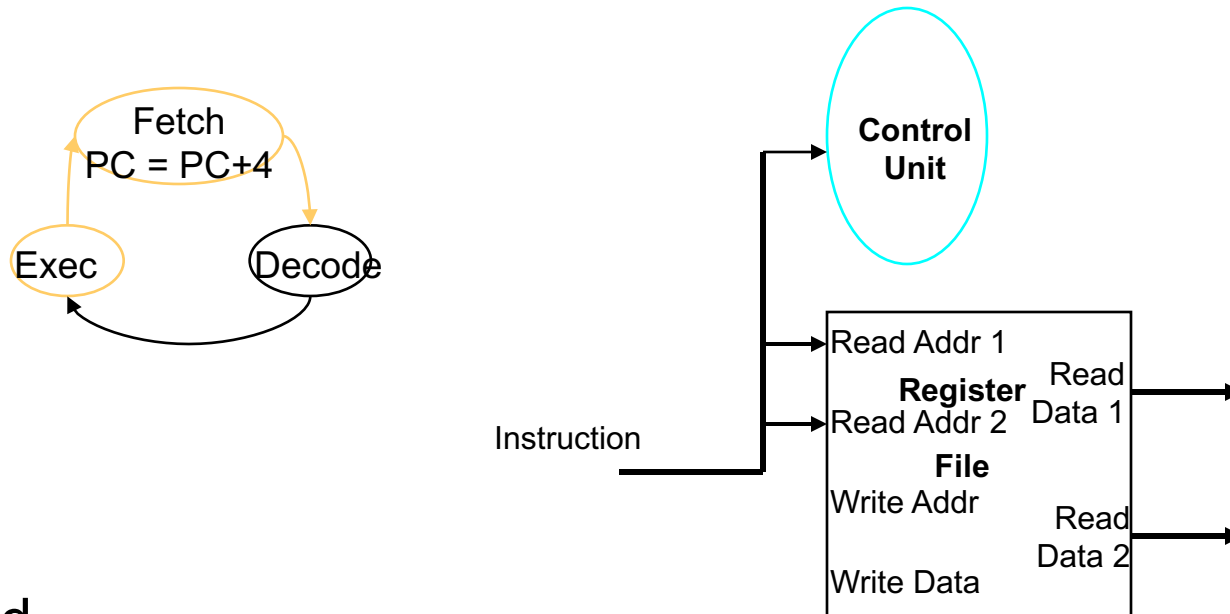 Fetch
PC = PC+4
Exec
Decode
Control
Unit
Instruction
Read Addr 1
Register
Read Addr 2
File
Write Addr
Write Data
Read
Data 1
Read
Data 2
d